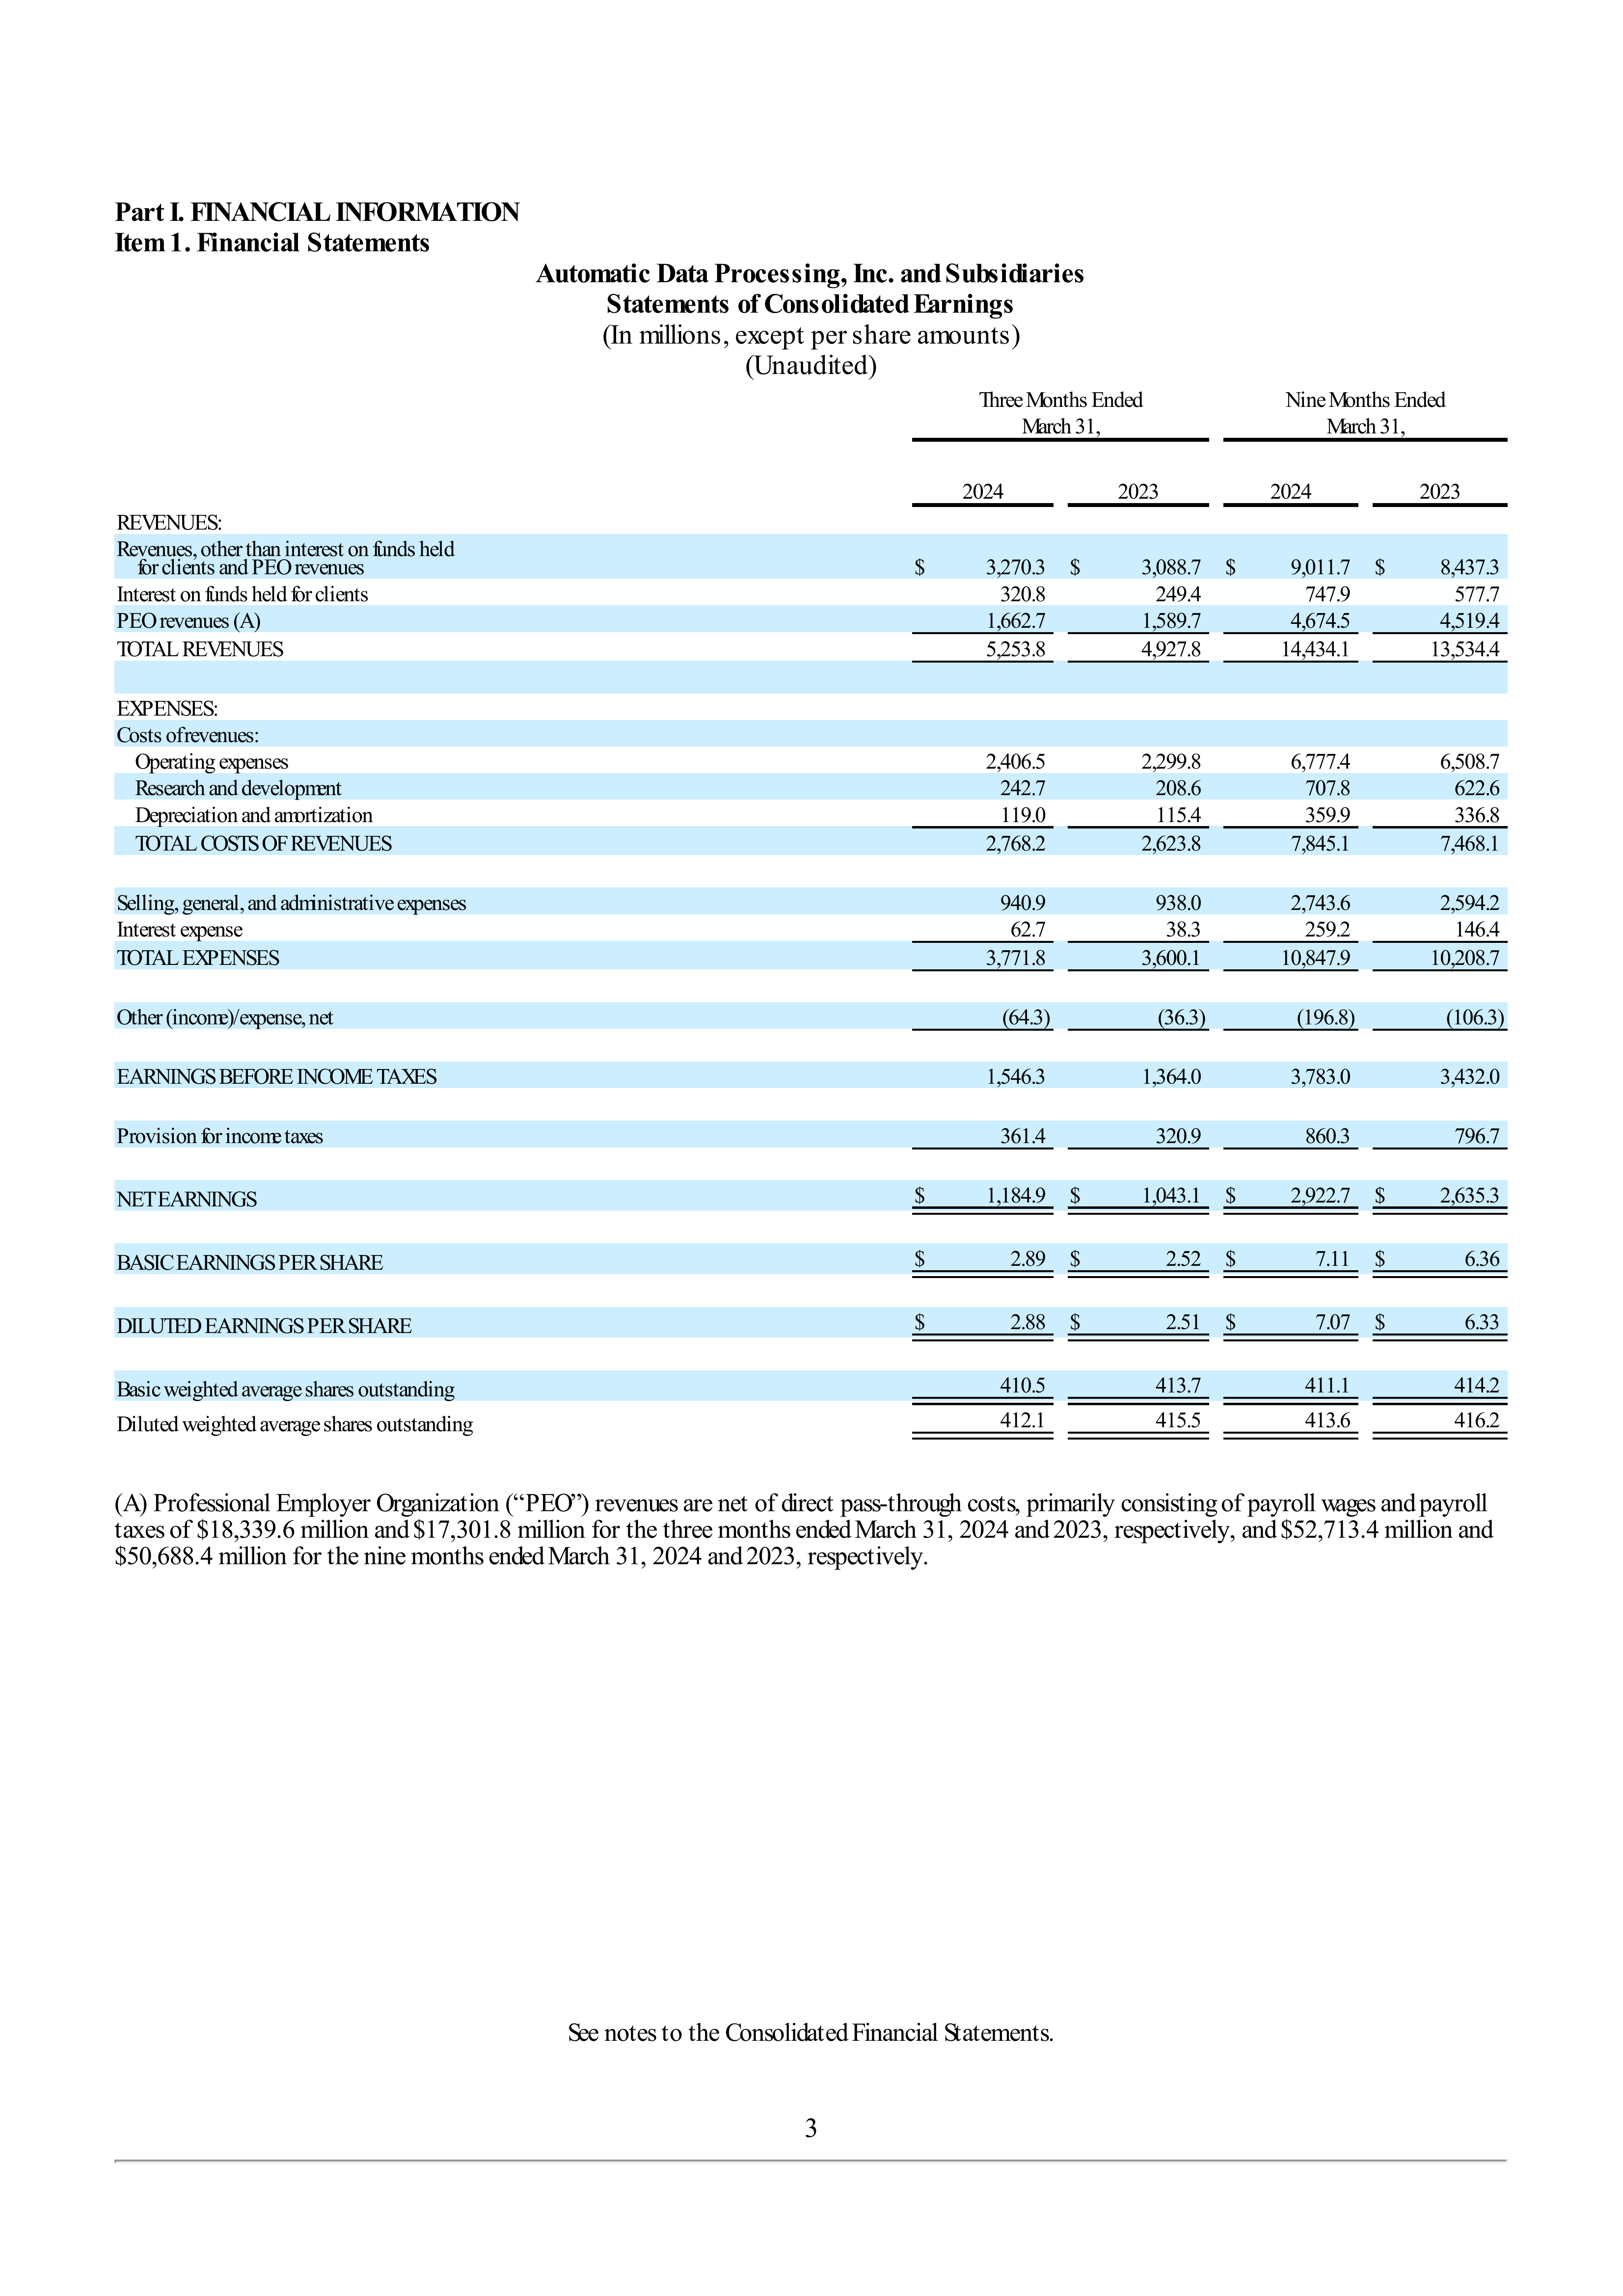 Part I. FINANCIAL INFORMATION
Item 1. Financial Statements
Automatic Data Processing, Inc. and Subsidiaries
Statements of Consolidated Earnings
(In millions, except per share amounts)
(Unaudited)
Three Months Ended Nine Months Ended
March 31, March 31,
2024 2023 2024 2023
REVENUES:
Revenues, other than interest on funds held
for clients and PEO revenues $ 3,270.3 $ 3,088.7 $ 9,011.7 $ 8,437.3
Interest on funds held for clients 320.8 249.4 747.9 577.7
PEO revenues (A) 1,662.7 1,589.7 4,674.5 4,519.4
TOTAL REVENUES 5,253.8 4,927.8 14,434.1 13,534.4
EXPENSES:
Costs of revenues:
Operating expenses 2,406.5 2,299.8 6,777.4 6,508.7
Research and development 242.7 208.6 707.8 622.6
Depreciation and amortization 119.0 115.4 359.9 336.8
TOTAL COSTS OF REVENUES 2,768.2 2,623.8 7,845.1 7,468.1
Selling, general, and administrative expenses 940.9 938.0 2,743.6 2,594.2
Interest expense 62.7 38.3 259.2 146.4
TOTAL EXPENSES 3,771.8 3,600.1 10,847.9 10,208.7
Other (income)/expense, net (64.3) (36.3) (196.8) (106.3)
EARNINGS BEFORE INCOME TAXES 1,546.3 1,364.0 3,783.0 3,432.0
Provision for income taxes 361.4 320.9 860.3 796.7
NET EARNINGS $ 1,184.9 $ 1,043.1 $ 2,922.7 $ 2,635.3
BASIC EARNINGS PER SHARE $ 2.89 $ 2.52 $ 7.11 $ 6.36
DILUTED EARNINGS PER SHARE $ 2.88 $ 2.51 $ 7.07 $ 6.33
Basic weighted average shares outstanding 410.5 413.7 411.1 414.2
Diluted weighted average shares outstanding 412.1 415.5 413.6 416.2
(A) Professional Employer Organization (“PEO”) revenues are net of direct pass-through costs, primarily consisting of payroll wages and payroll
taxes of $18,339.6 million and $17,301.8 million for the three months ended March 31, 2024 and 2023, respectively, and $52,713.4 million and
$50,688.4 million for the nine months ended March 31, 2024 and 2023, respectively.
See notes to the Consolidated Financial Statements.
3